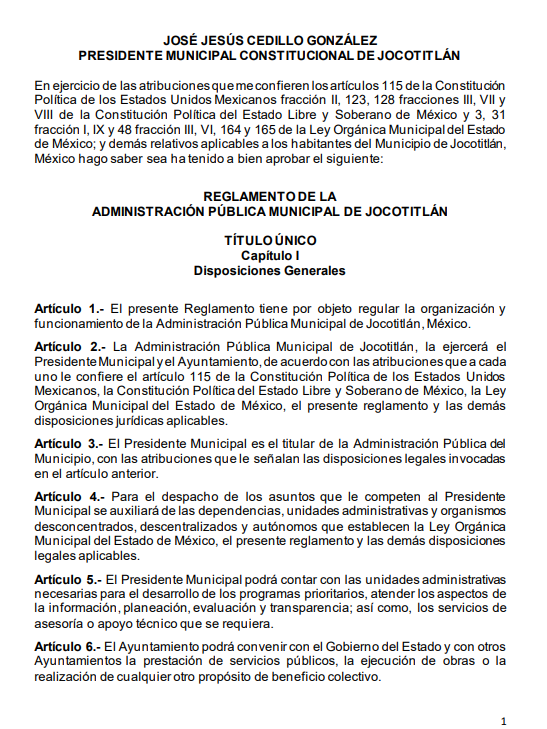 JOSÉ JESÚS CEDILLO GONZÁLEZ
PRESIDENTE MUNICIPAL CONSTITUCIONAL DE JOCOTITLÁN
En ejercicio de las atribuciones que me confieren los artículos 115 de la Constitución
Política de los Estados Unidos Mexicanos fracción II, 123, 128 fracciones III, VII y
VIII de la Constitución Política del Estado Libre y Soberano de México y 3, 31
fracción I, IX y 48 fracción III, VI, 164 y 165 de la Ley Orgánica Municipal del Estado
de México; y demás relativos aplicables a los habitantes del Municipio de Jocotitlán,
México hago saber sea ha tenido a bien aprobar el siguiente:
REGLAMENTO DE LA
ADMINISTRACIÓN PÚBLICA MUNICIPAL DE JOCOTITLÁN
TÍTULO ÚNICO
Capítulo I
Disposiciones Generales
Artículo 1.- El presente Reglamento tiene por objeto regular la organización y
funcionamiento de la Administración Pública Municipal de Jocotitlán, México.
Artículo 2.- La Administración Pública Municipal de Jocotitlán, la ejercerá el
Presidente Municipal y el Ayuntamiento, de acuerdo con las atribuciones que a cada
uno le confiere el artículo 115 de la Constitución Política de los Estados Unidos
Mexicanos, la Constitución Política del Estado Libre y Soberano de México, la Ley
Orgánica Municipal del Estado de México, el presente reglamento y las demás
disposiciones jurídicas aplicables.
Artículo 3.- El Presidente Municipal es el titular de la Administración Pública del
Municipio, con las atribuciones que le señalan las disposiciones legales invocadas
en el artículo anterior.
Artículo 4.- Para el despacho de los asuntos que le competen al Presidente
Municipal se auxiliará de las dependencias, unidades administrativas y organismos
desconcentrados, descentralizados y autónomos que establecen la Ley Orgánica
Municipal del Estado de México, el presente reglamento y las demás disposiciones
legales aplicables.
Artículo 5.- El Presidente Municipal podrá contar con las unidades administrativas
necesarias para el desarrollo de los programas prioritarios, atender los aspectos de
la información, planeación, evaluación y transparencia; así como, los servicios de
asesoría o apoyo técnico que se requiera.
Artículo 6.- El Ayuntamiento podrá convenir con el Gobierno del Estado y con otros
Ayuntamientos la prestación de servicios públicos, la ejecución de obras o la
realización de cualquier otro propósito de beneficio colectivo.
1